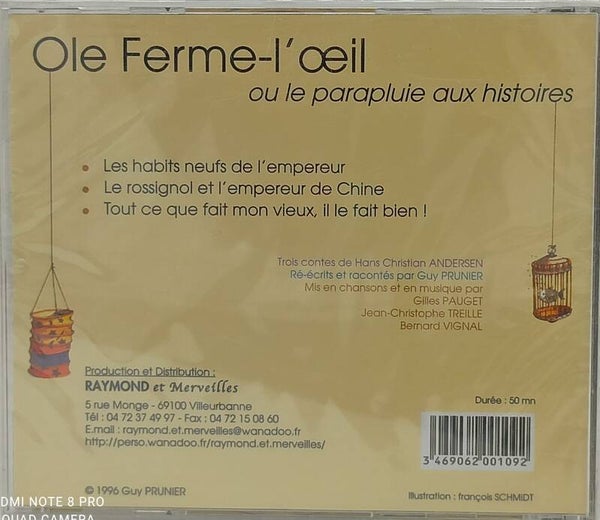 Ole Ferme-l'œil
ou le parapluie aux histoires
• Les habits neufs de l'empereur
• Le rossignol et l'empereur de Chine
• Tout ce que fait mon vieux, il le fait bien !
Trois contes de Hans Christian ANDERSEN
Ré-écrits et racontés par Guy PRUNIER
Mis en chansons et en musique par
Gilles PAUGET
Jean-Christophe TREILLE
Bernard VIGNAL
Production et Distribution :
RAYMOND et Merveilles
5 rue Monge - 69100 Villeurbanne
Tél : 04 72 37 49 97 - Fax : 04 72 15 08 60
E.mail : raymond.et.merveilles@wanadoo.fr
http://perso.wanadoo.fr/raymond.et.merveilles/
Durée : 50 mn
3 469062 001092
© 1996 Guy PRUNIER
Illustration : françois SCHMIDT
DMI NOTE 8 PRO
QUAD CAMERA